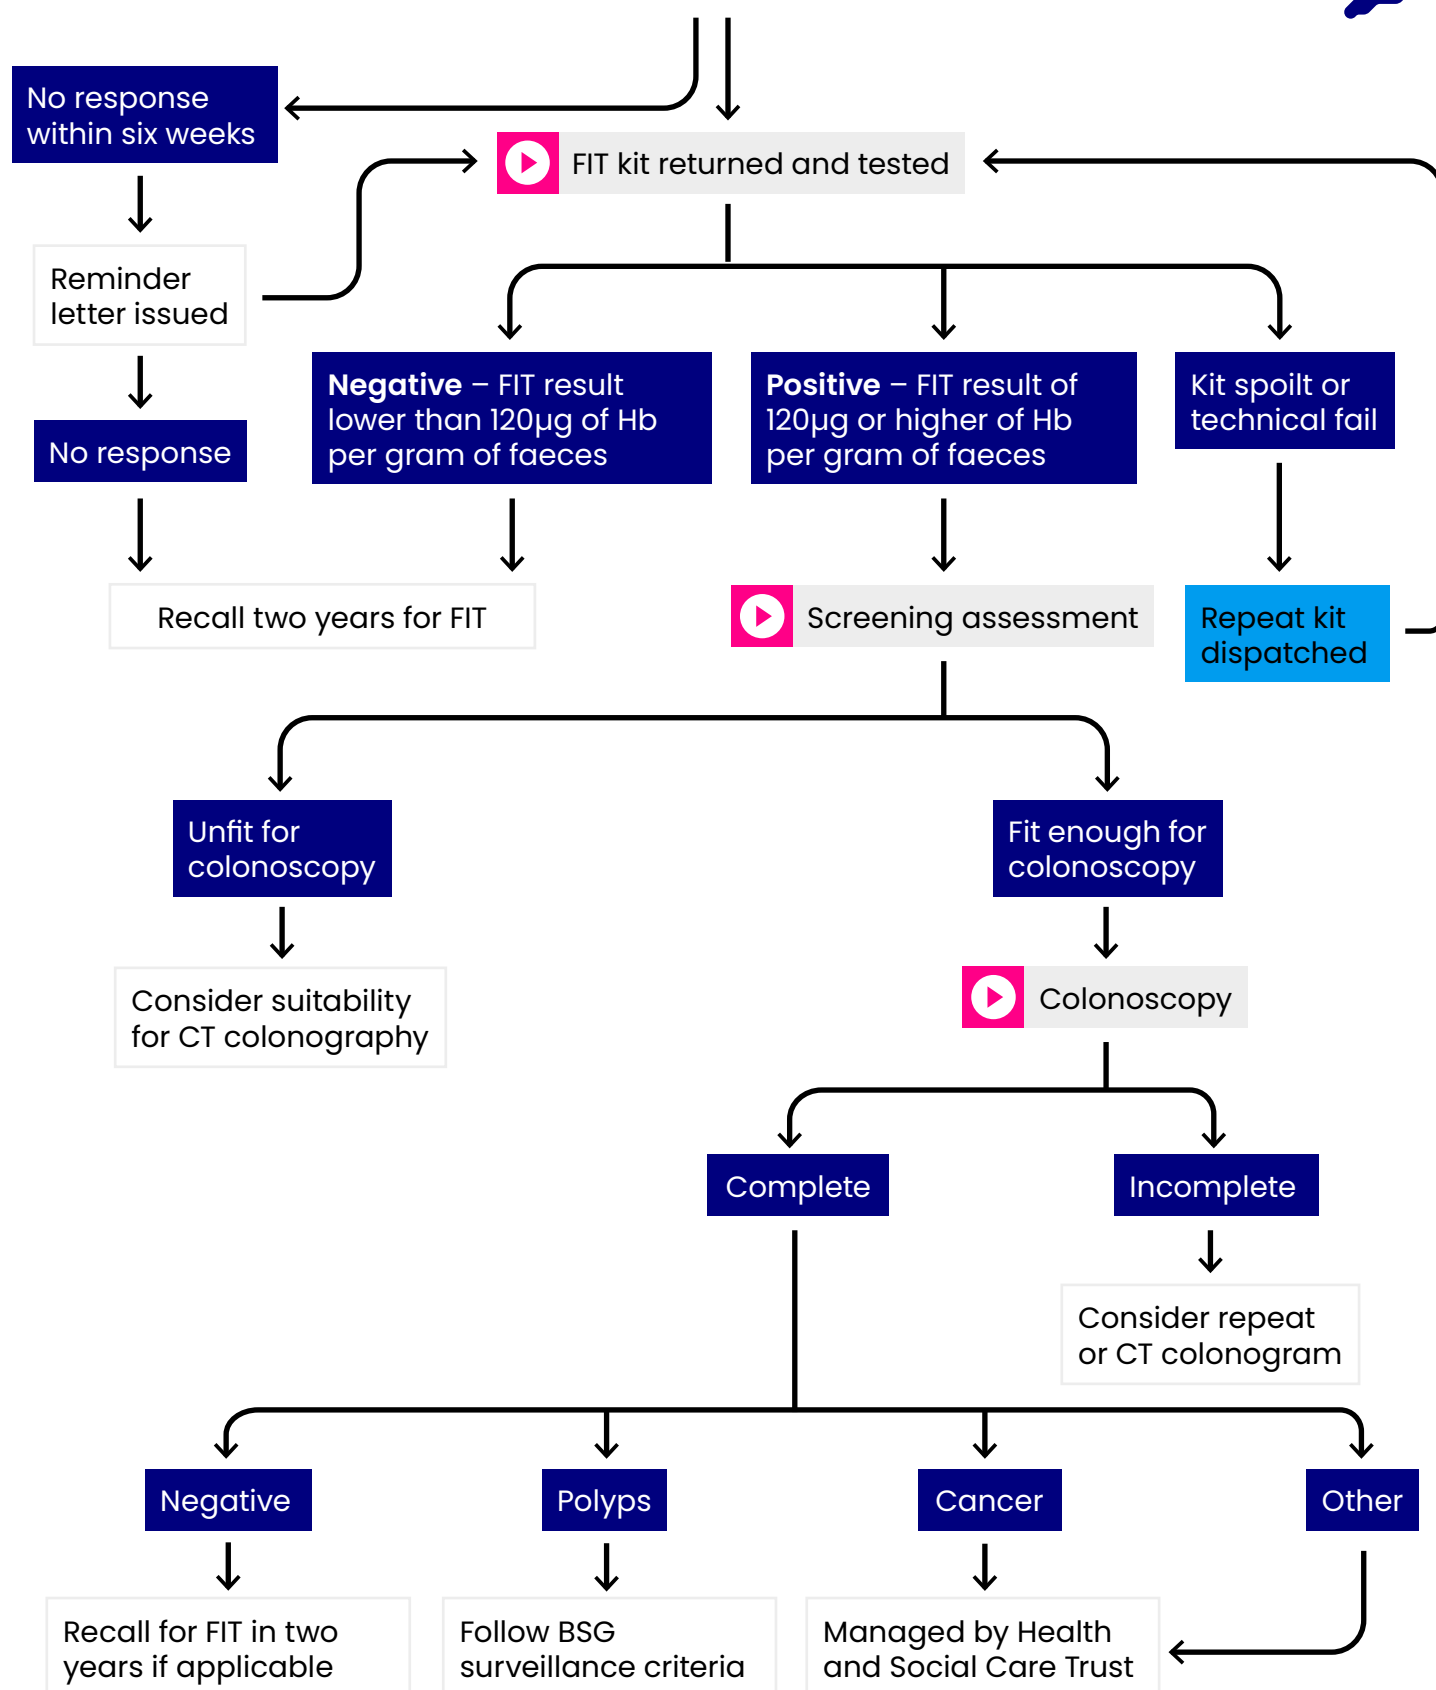 No response
within six weeks
FIT kit returned and tested
Reminder
letter issued
No response
Negative – FIT result
lower than 120µg of Hb
per gram of faeces
Positive – FIT result of
120µg or higher of Hb
per gram of faeces
Kit spoilt or
technical fail
Recall two years for FIT
Screening assessment
Repeat kit
dispatched
Unfit for
colonoscopy
Fit enough for
colonoscopy
Consider suitability
for CT colonography
Colonoscopy
Complete
Incomplete
Consider repeat
or CT colonogram
Negative
Polyps
Cancer
Other
Recall for FIT in two
years if applicable
Follow BSG
surveillance criteria
Managed by Health
and Social Care Trust